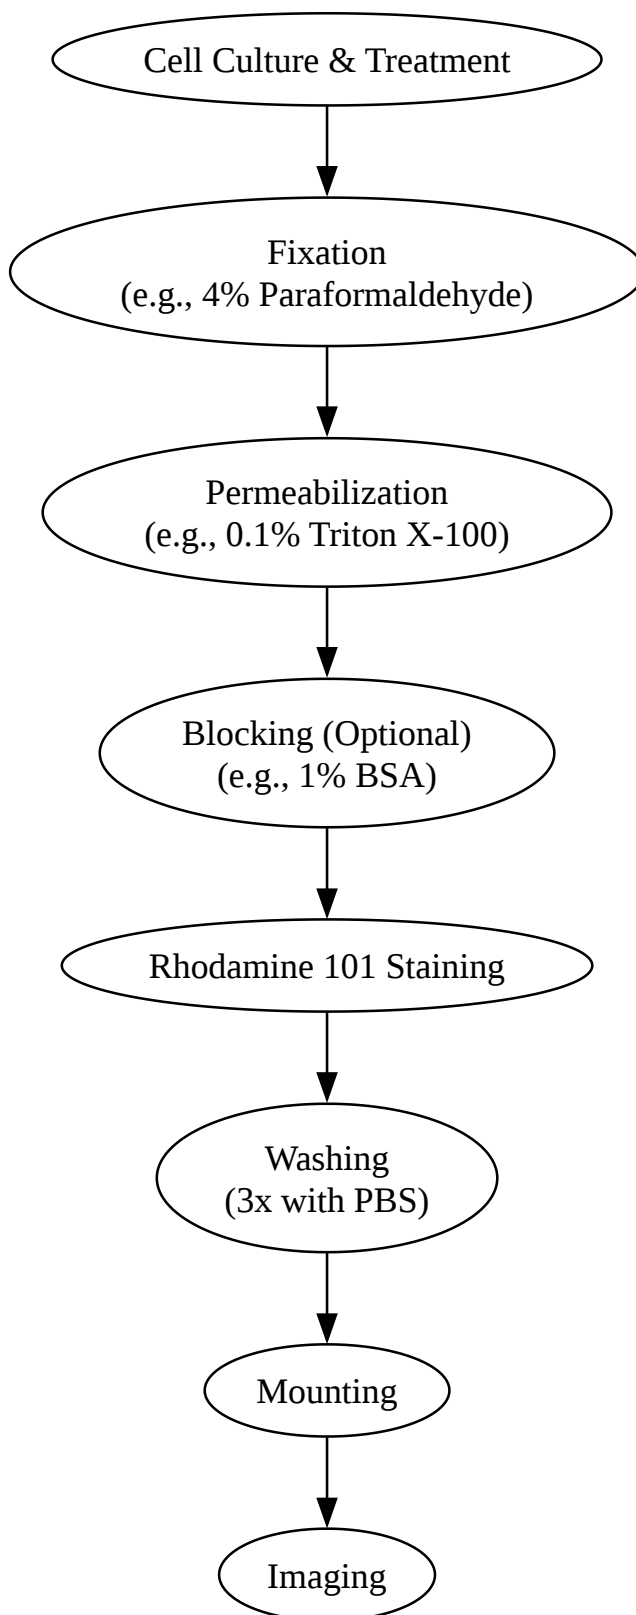 Cell Culture & Treatment
Fixation
(e.g., 4% Paraformaldehyde)
Permeabilization
(e.g., 0.1% Triton X-100)
Blocking (Optional)
(e.g., 1% BSA)
Rhodamine 101 Staining
Washing
(3x with PBS)
Mounting
Imaging